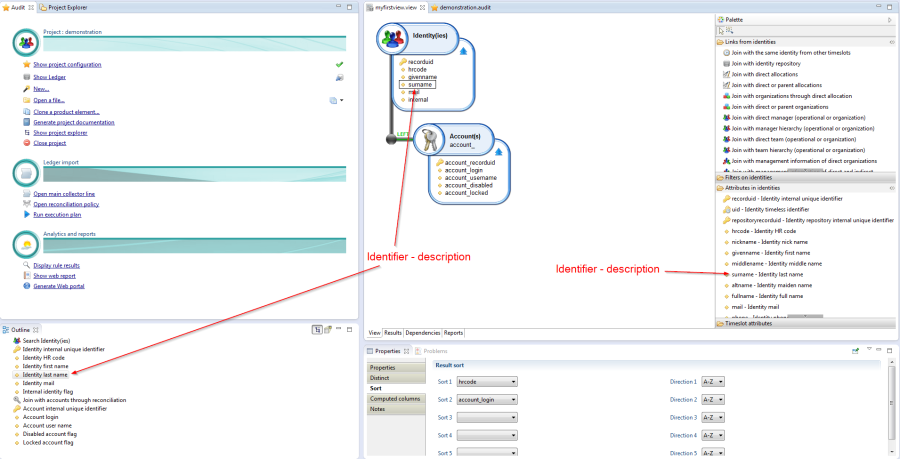 Audit
Project Explorer
Project : demonstration
Show project configuration
Show Ledger
New...
Open a file...
Clone a product element...
Generate project documentation
Show project explorer
Close project
Ledger import
Open main collector line
Open reconciliation policy
Run execution plan
Analytics and reports
Display rule results
Show web report
Generate Web portal
Outline
Search Identity(ies)
Identity internal unique identifier
Identity HR code
Identity first name
Identity last name
Identity mail
Internal identity flag
Join with accounts through reconciliation
Account internal unique identifier
Account login
Account user name
Disabled account flag
Locked account flag
myfirstview.view
demonstration.audit
Identity(ies)
recorduid
hrcode
givenname
surname
mail
internal
LEFT
Account(s)
account_
account_recorduid
account_login
account_username
account_disabled
account_locked
Identifier - description
Identifier - description
View
Results
Dependencies
Reports
Palette
Links from identities
Join with the same identity from other timeslots
Join with identity repository
Join with direct allocations
Join with direct or parent allocations
Join with organizations through direct allocation
Join with direct or parent organizations
Join with direct manager (operational or organization)
Join with manager hierarchy (operational or organization)
Join with direct team (operational or organization)
Join with team hierarchy (operational or organization)
Join with management information of direct organizations
Filters on identities
Attributes in identities
recorduid - Identity internal unique identifier
uid - Identity timeless identifier
repositoryrecorduid - Identity repository internal unique identifier
hrcode - Identity HR code
nickname - Identity nick name
givenname - Identity first name
middlename - Identity middle name
surname - Identity last name
altname - Identity maiden name
fullname - Identity full name
mail - Identity mail
Timeslot attributes
Properties
Problems
Properties
Distinct
Sort
Computed columns
Notes
Result sort
Sort 1
hrcode
Direction 1
A-Z
Sort 2
account_login
Direction 2
A-Z
Sort 3
Direction 3
A-Z
Sort 4
Direction 4
A-Z
Sort 5
Direction 5
A-Z